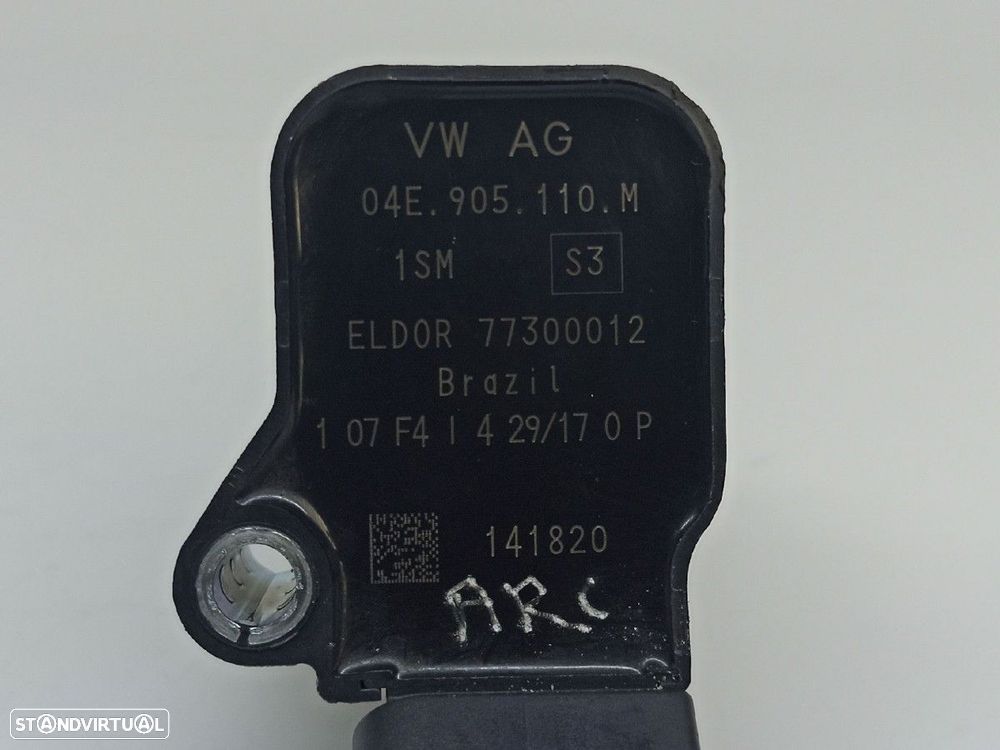 VW AG
04E.905.110.M
1SM S3
ELDOR 77300012
Brazil
1 07 F4 I 4 29/17 0 P
141820
ARC
STANDVIRTUAL